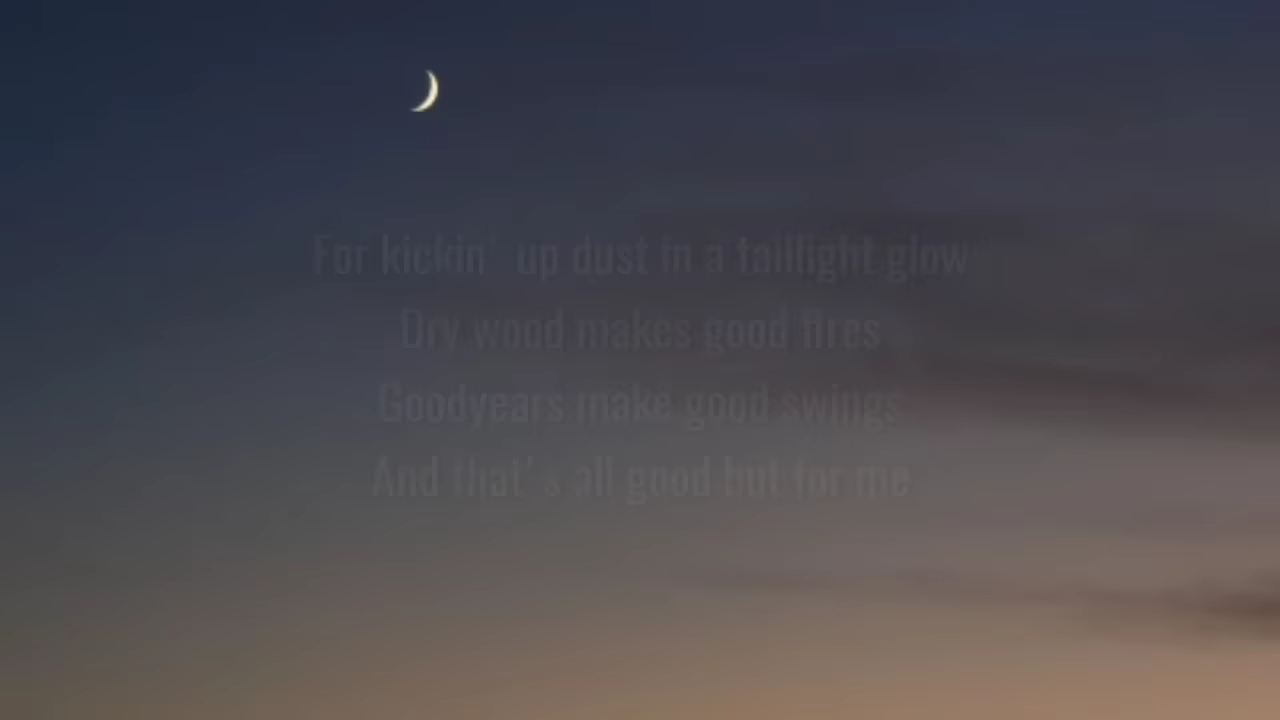 For kickin' up dust in a taillight glow
Dry wood makes good fires
Goodyears make good swings
And that's all good but for me